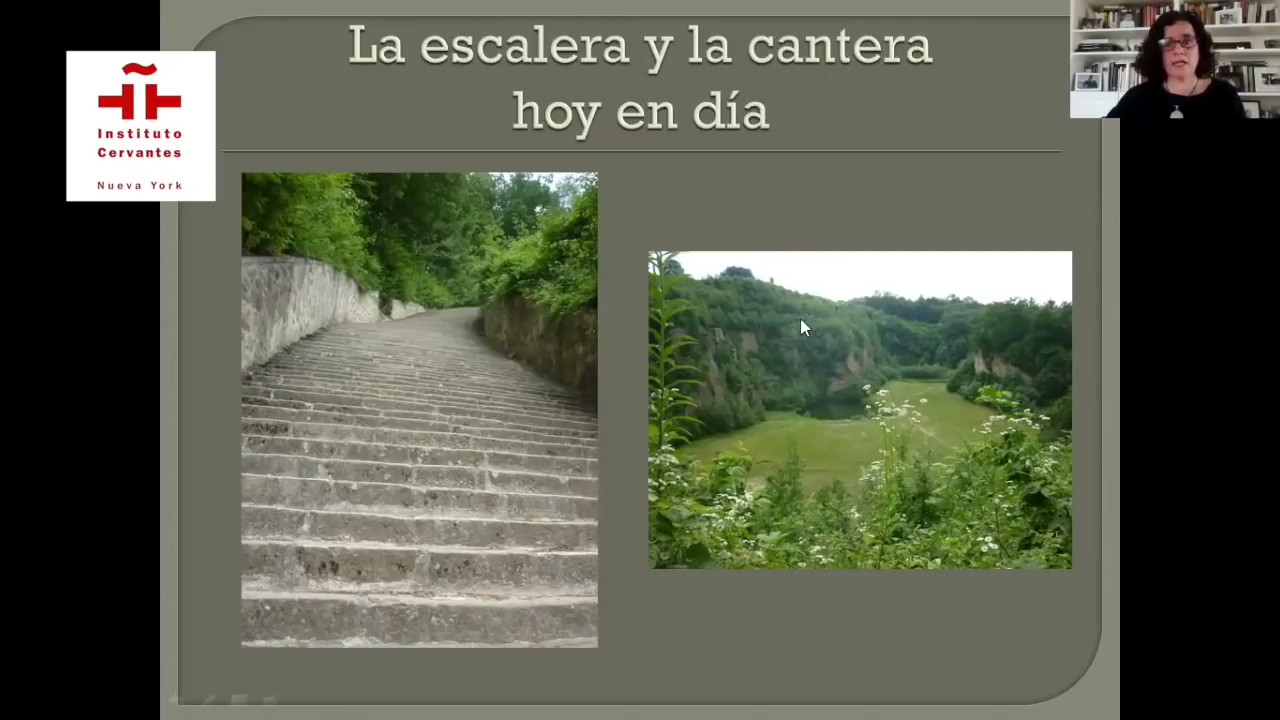 La escalera y la cantera
hoy en día
Instituto
Cervantes
Nueva York